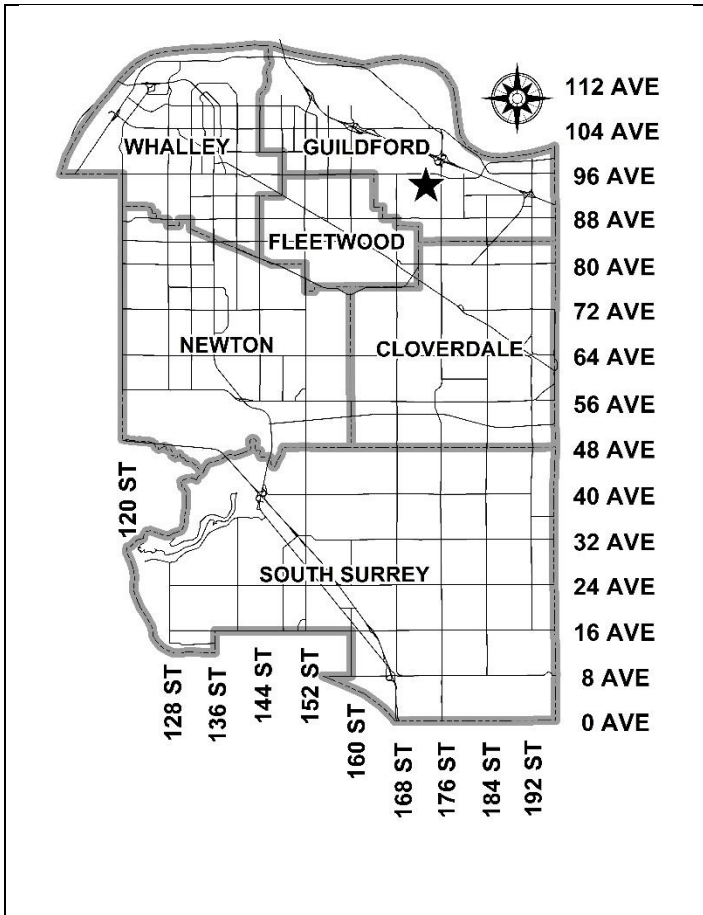 112 AVE
104 AVE
WHALLEY
GUILDFORD
96 AVE
88 AVE
FLEETWOOD
80 AVE
72 AVE
NEWTON
CLOVERDALE
64 AVE
56 AVE
48 AVE
120 ST
40 AVE
32 AVE
SOUTH SURREY
24 AVE
16 AVE
8 AVE
0 AVE
128 ST
136 ST
144 ST
152 ST
160 ST
168 ST
176 ST
184 ST
192 ST